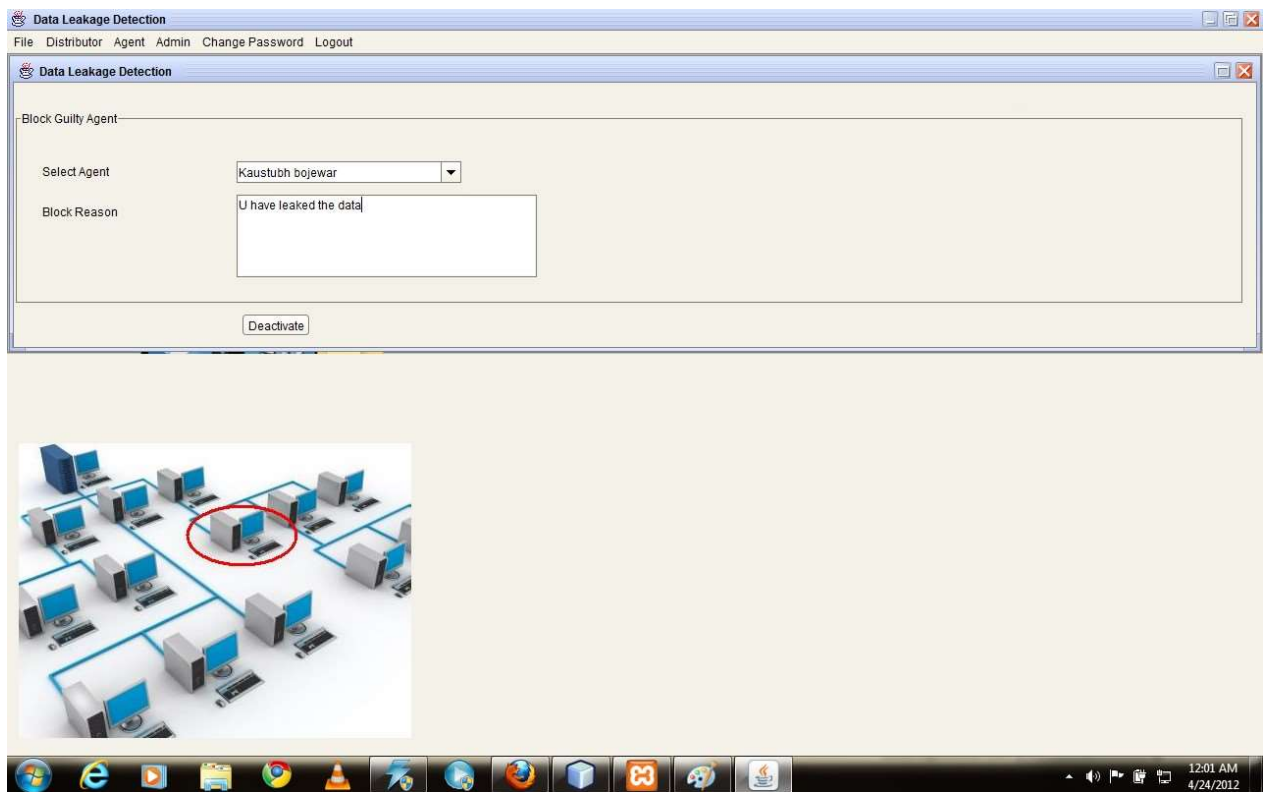 Data Leakage Detection
File Distributor Agent Admin Change Password Logout
Data Leakage Detection
Block Guilty Agent
Select Agent Kaustubh bojewar
Block Reason U have leaked the data
Deactivate
12:01 AM
4/24/2012